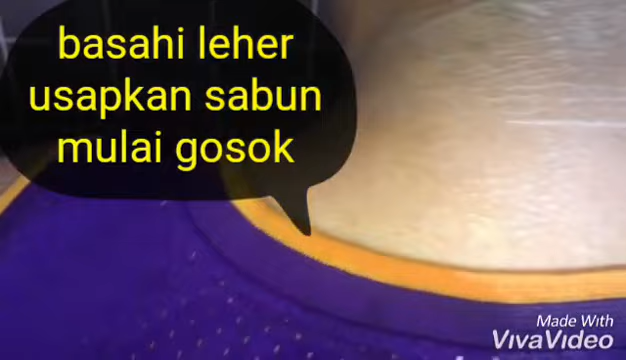 basahi leher
usapkan sabun
mulai gosok
Made With
VivaVideo